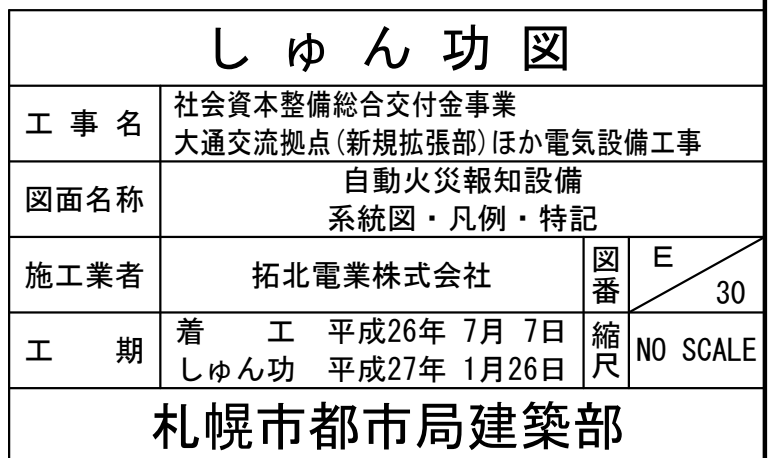 しゅん功図
工事名
社会資本整備総合交付金事業
大通交流拠点(新規拡張部)ほか電気設備工事
図面名称
自動火災報知設備
系統図・凡例・特記
施工業者
拓北電業株式会社
図番
E
30
工期
着工 平成26年 7月 7日
しゅん功 平成27年 1月26日
縮尺
NO SCALE
札幌市都市局建築部